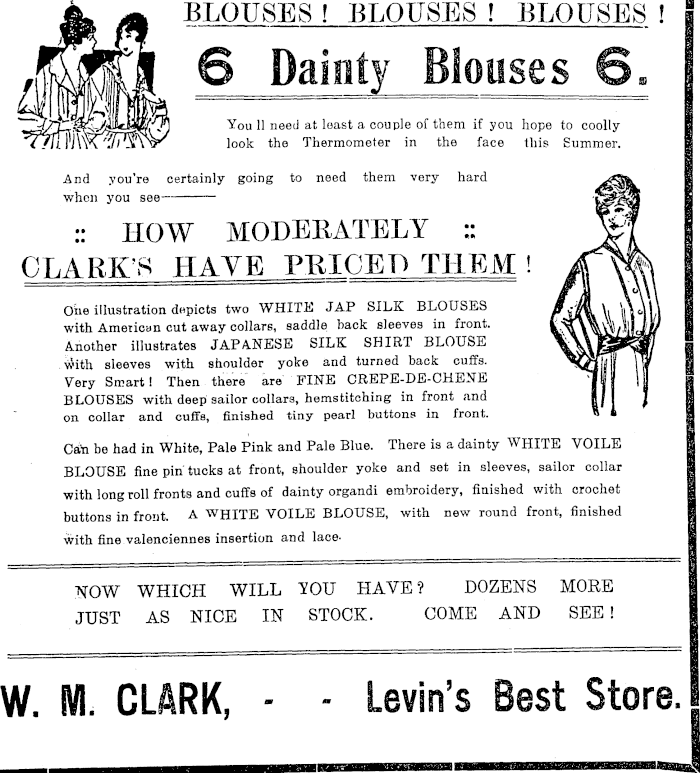 BLOUSES! BLOUSES! BLOUSES!
6 Dainty Blouses 6.
You ll need at least a couple of them if you hope to coolly
look the Thermometer in the face this Summer.
And you're certainly going to need them very hard
when you see———
:: HOW MODERATELY ::
CLARK'S HAVE PRICED THEM!
One illustration depicts two WHITE JAP SILK BLOUSES
with American cut away collars, saddle back sleeves in front.
Another illustrates JAPANESE SILK SHIRT BLOUSE
with sleeves with shoulder yoke and turned back cuffs.
Very Smart! Then there are FINE CREPE-DE-CHENE
BLOUSES with deep sailor collars, hemstitching in front and
on collar and cuffs, finished tiny pearl buttons in front.
Can be had in White, Pale Pink and Pale Blue. There is a dainty WHITE VOILE
BLOUSE fine pin tucks at front, shoulder yoke and set in sleeves, sailor collar
with long roll fronts and cuffs of dainty organdi embroidery, finished with crochet
buttons in front. A WHITE VOILE BLOUSE, with new round front, finished
with fine valenciennes insertion and lace.
NOW WHICH WILL YOU HAVE? DOZENS MORE
JUST AS NICE IN STOCK. COME AND SEE!
W. M. CLARK, - - Levin's Best Store.